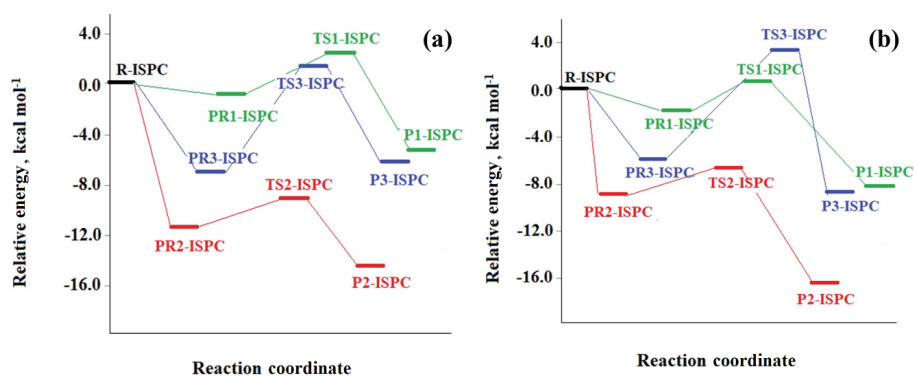 (a)
Relative energy, kcal mol-1
4.0
0.0
-4.0
-8.0
-12.0
-16.0
R-ISPC
TS1-ISPC
TS3-ISPC
PR1-ISPC
P1-ISPC
PR3-ISPC
P3-ISPC
TS2-ISPC
PR2-ISPC
P2-ISPC
Reaction coordinate
(b)
Relative energy, kcal mol-1
4.0
0.0
-4.0
-8.0
-12.0
-16.0
TS3-ISPC
R-ISPC
TS1-ISPC
PR1-ISPC
PR3-ISPC
TS2-ISPC
P1-ISPC
PR2-ISPC
P3-ISPC
P2-ISPC
Reaction coordinate